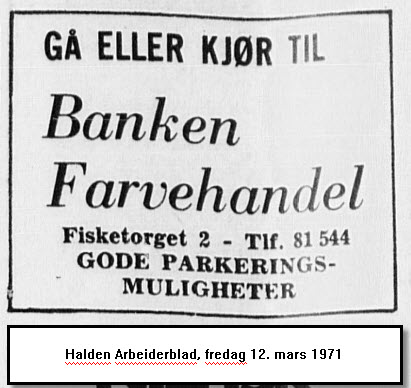 GÅ ELLER KJØR TIL
Banken
Farvehandel
Fisketorget 2 - Tlf. 81 544
GODE PARKERINGS-
MULIGHETER
Halden Arbeiderblad, fredag 12. mars 1971